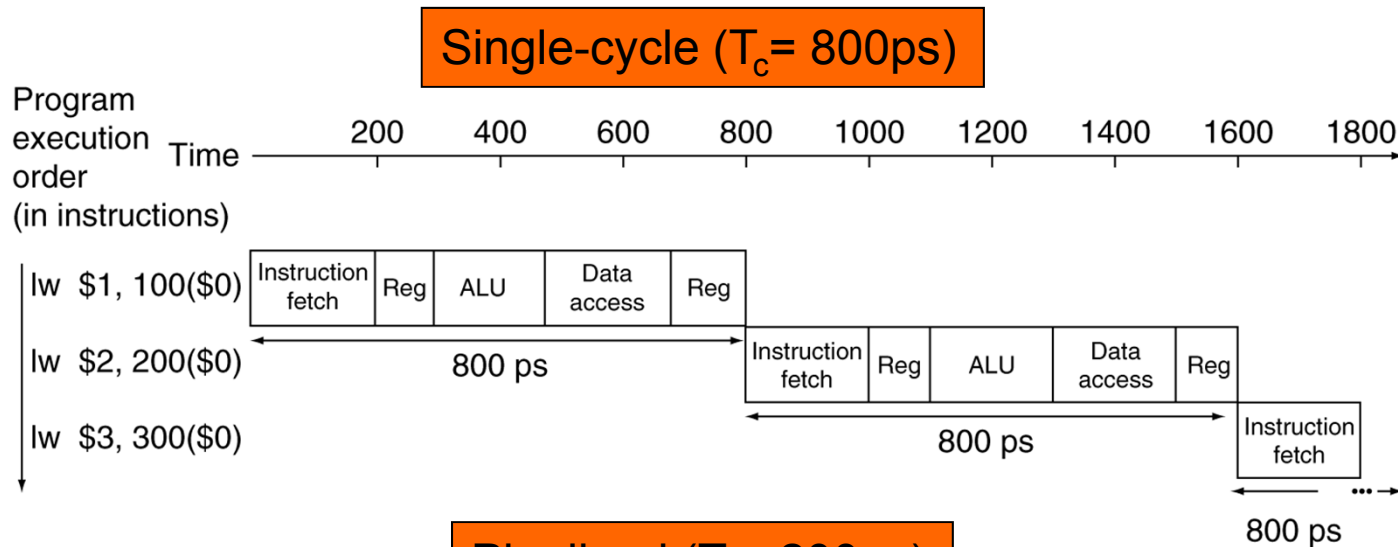 Single-cycle (Tc= 800ps)
Program
execution
order
(in instructions)
Time
200 400 600 800 1000 1200 1400 1600 1800
lw $1, 100($0)
Instruction
fetch
Reg
ALU
Data
access
Reg
800 ps
lw $2, 200($0)
Instruction
fetch
Reg
ALU
Data
access
Reg
800 ps
lw $3, 300($0)
Instruction
fetch
...
800 ps